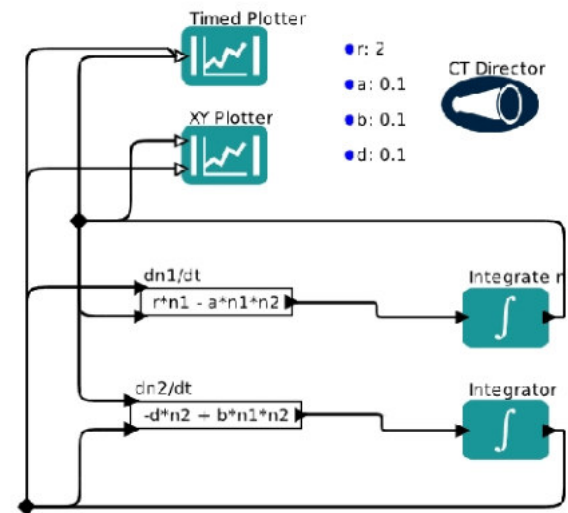 Timed Plotter
r: 2
a: 0.1
CT Director
XY Plotter
b: 0.1
d: 0.1
dn1/dt
r*n1 - a*n1*n2
Integrate
∫
dn2/dt
-d*n2 + b*n1*n2
Integrator
∫